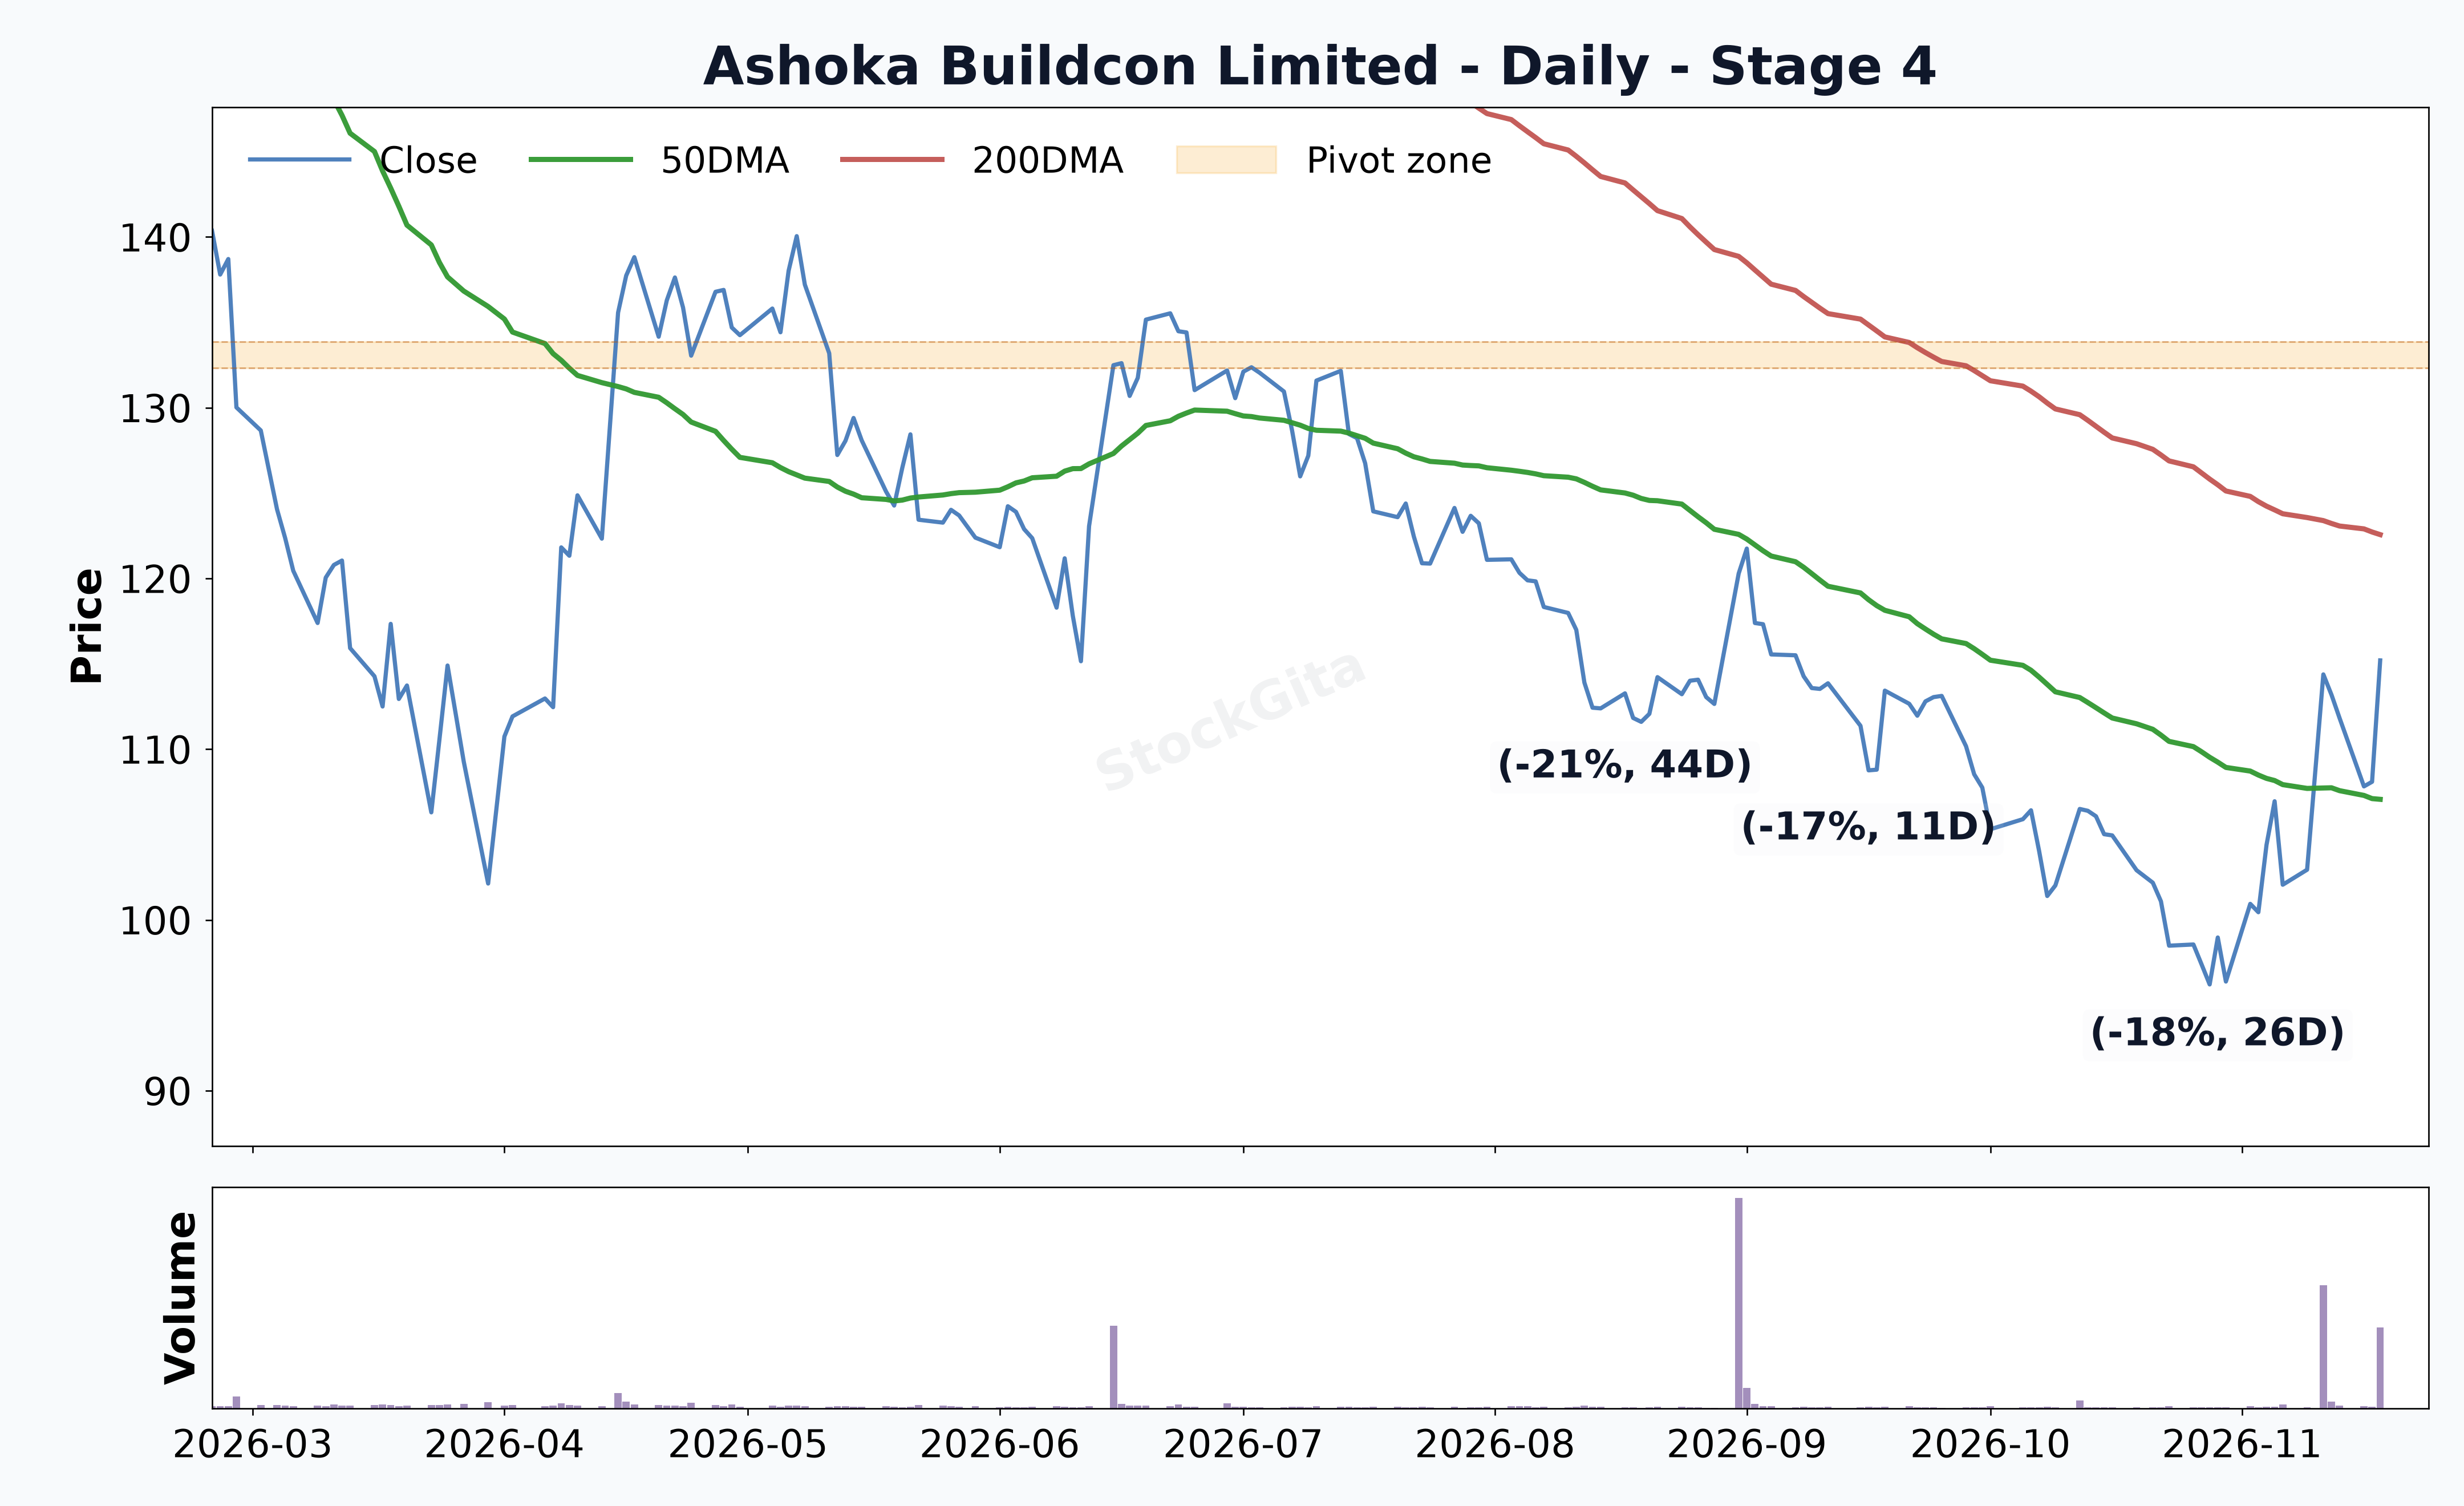 Ashoka Buildcon Limited - Daily - Stage 4
Close 50DMA 200DMA Pivot zone
140
130
120
110
100
90
Price
StockGita
(-21%, 44D)
(-17%, 11D)
(-18%, 26D)
Volume
2026-03 2026-04 2026-05 2026-06 2026-07 2026-08 2026-09 2026-10 2026-11